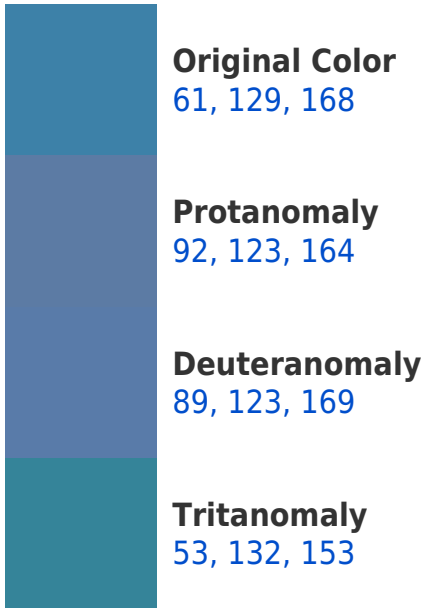 Original Color
61, 129, 168
Protanomaly
92, 123, 164
Deuteranomaly
89, 123, 169
Tritanomaly
53, 132, 153